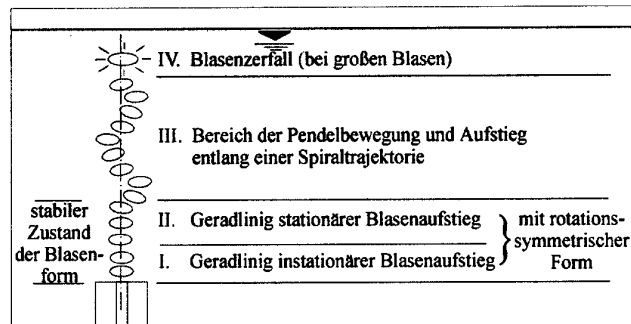 IV. Blasenzerfall (bei großen Blasen)
III. Bereich der Pendelbewegung und Aufstieg
entlang einer Spiraltrajektorie
stabiler
Zustand
der Blasen-
form
II. Geradlinig stationärer Blasenaufstieg
I. Geradlinig instationärer Blasenaufstieg
mit rotations-
symmetrischer
Form